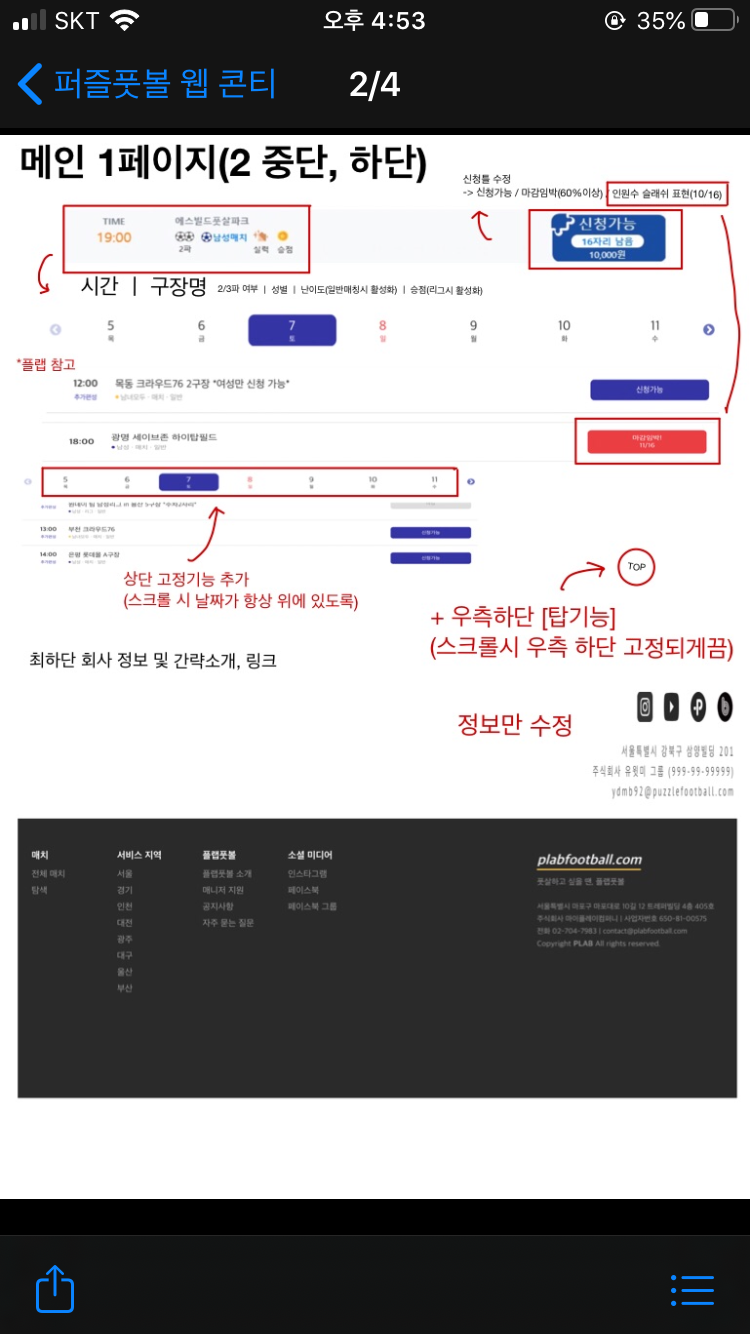 SKT 오후 4:53 35%
퍼즐풋볼 웹 콘티 2/4
메인 1페이지(2 중단, 하단)
신청틀 수정
-> 신청가능 / 마감임박(60%이상) / 인원수 슬래쉬 표현(10/16)
TIME 에스빌드풋살파크
19:00 남성매치
2파 실력 승점
신청가능
16자리 남음
10,000원
시간 | 구장명 2/3파 여부 | 성별 | 난이도(일반매칭시 활성화) | 승점(리그시 활성화)
5 6 7 8 9 10 11
목 금 토 일 월 화 수
*플랩 참고
12:00 목동 크라우드76 2구장 *여성만 신청 가능* 신청가능
추가완성 남녀모두 · 매치 · 일반
18:00 광명 세이브존 하이탑필드 마감임박!
남성 · 매치 · 일반 11/16
5 6 7 8 9 10 11
목 금 토 일 월 화 수
13:00 부천 크라우드76 신청가능
14:00 은평 롯데몰 A구장 신청가능
상단 고정기능 추가
(스크롤 시 날짜가 항상 위에 있도록)
TOP
+ 우측하단 [탑기능]
(스크롤시 우측 하단 고정되게끔)
최하단 회사 정보 및 간략소개, 링크
정보만 수정
서울특별시 강북구 삼양빌딩 201
주식회사 유윗미 그룹 (999-99-99999)
ydmb92@puzzlefootball.com
매치 서비스 지역 플랩풋볼 소셜 미디어
전체 매치 서울 플랩풋볼 소개 인스타그램
탐색 경기 매니저 지원 페이스북
인천 공지사항 페이스북 그룹
대전 자주 묻는 질문
광주
대구
울산
부산
plabfootball.com
풋살하고 싶을 땐, 플랩풋볼
서울특별시 마포구 마포대로 10길 12 트레퍼빌딩 4층 405호
주식회사 마이플레이컴퍼니 | 사업자번호 650-81-00575
전화 02-704-7983 | contact@plabfootball.com
Copyright PLAB All rights reserved.